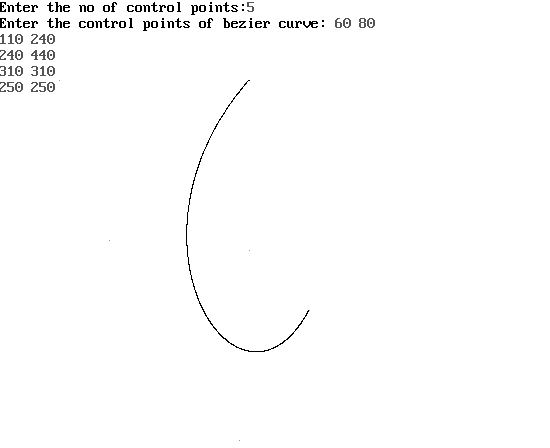 Enter the no of control points:5
Enter the control points of bezier curve: 60 80
110 240
240 440
310 310
250 250